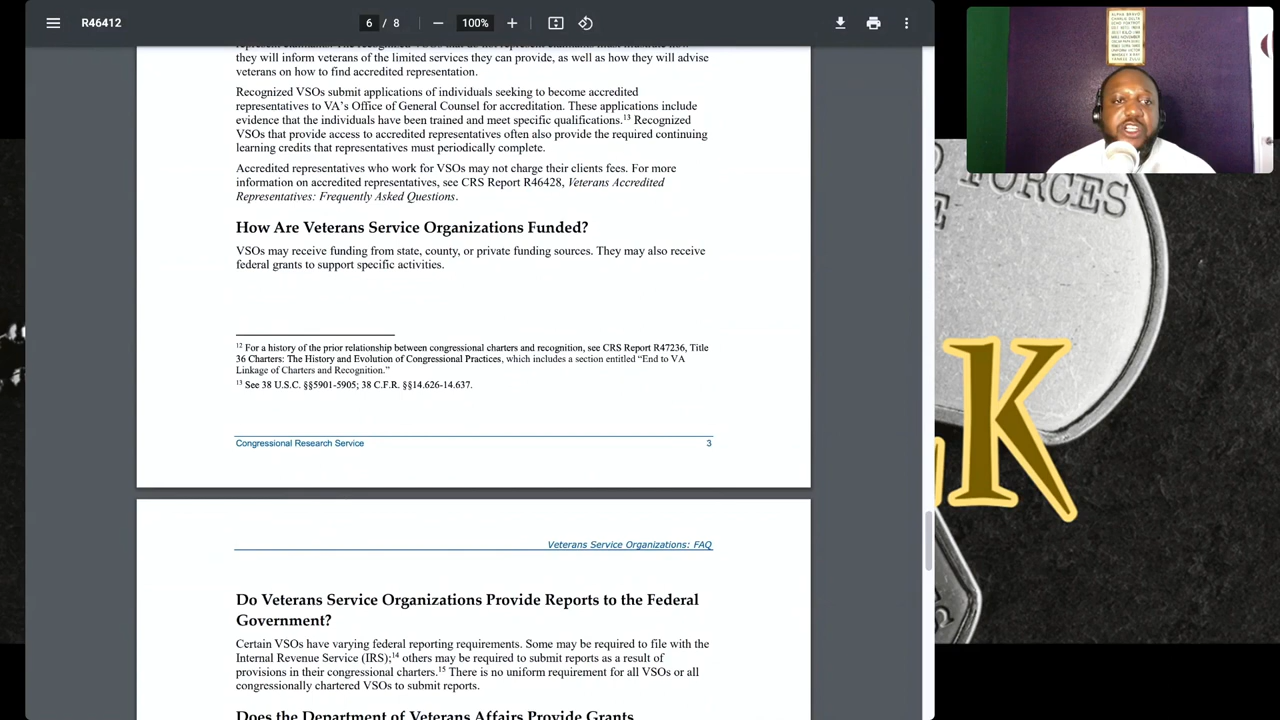 R46412
6 / 8
100%
they will inform veterans of the limited services they can provide, as well as how they will advise
veterans on how to find accredited representation.
Recognized VSOs submit applications of individuals seeking to become accredited
representatives to VA's Office of General Counsel for accreditation. These applications include
evidence that the individuals have been trained and meet specific qualifications.13 Recognized
VSOs that provide access to accredited representatives often also provide the required continuing
learning credits that representatives must periodically complete.
Accredited representatives who work for VSOs may not charge their clients fees. For more
information on accredited representatives, see CRS Report R46428, Veterans Accredited
Representatives: Frequently Asked Questions.
How Are Veterans Service Organizations Funded?
VSOs may receive funding from state, county, or private funding sources. They may also receive
federal grants to support specific activities.
12 For a history of the prior relationship between congressional charters and recognition, see CRS Report R47236, Title
36 Charters: The History and Evolution of Congressional Practices, which includes a section entitled “End to VA
Linkage of Charters and Recognition.”
13 See 38 U.S.C. §§5901-5905; 38 C.F.R. §§14.626-14.637.
Congressional Research Service 3
Veterans Service Organizations: FAQ
Do Veterans Service Organizations Provide Reports to the Federal
Government?
Certain VSOs have varying federal reporting requirements. Some may be required to file with the
Internal Revenue Service (IRS);14 others may be required to submit reports as a result of
provisions in their congressional charters.15 There is no uniform requirement for all VSOs or all
congressionally chartered VSOs to submit reports.
Does the Department of Veterans Affairs Provide Grants
FORCES
K